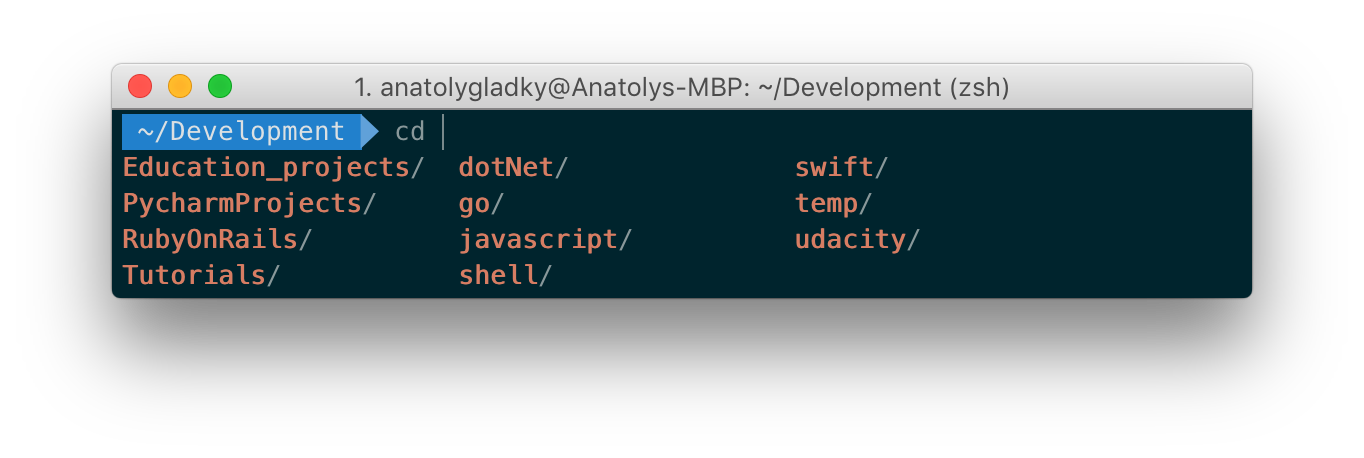 1. anatolygladky@Anatolys-MBP: ~/Development (zsh)
~/Development cd
Education_projects/ dotNet/ swift/
PycharmProjects/ go/ temp/
RubyOnRails/ javascript/ udacity/
Tutorials/ shell/